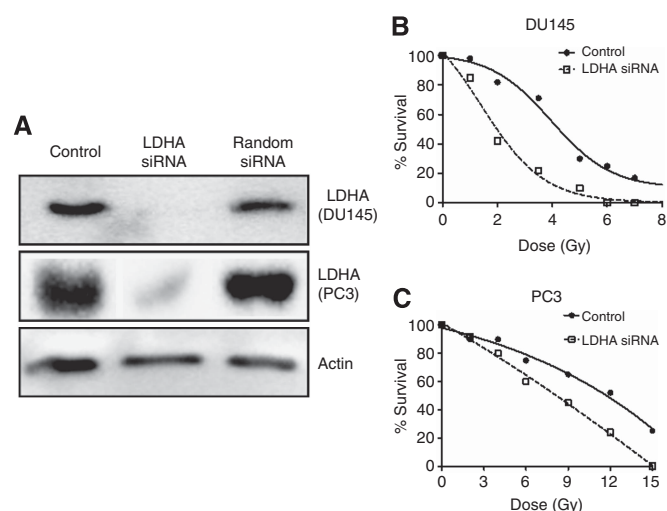 A
Control
LDHA
siRNA
Random
siRNA
LDHA
(DU145)
LDHA
(PC3)
Actin
B
DU145
Control
LDHA siRNA
% Survival
100
80
60
40
20
0
0 2 4 6 8
Dose (Gy)
C
PC3
Control
LDHA siRNA
% Survival
100
80
60
40
20
0
0 3 6 9 12 15
Dose (Gy)